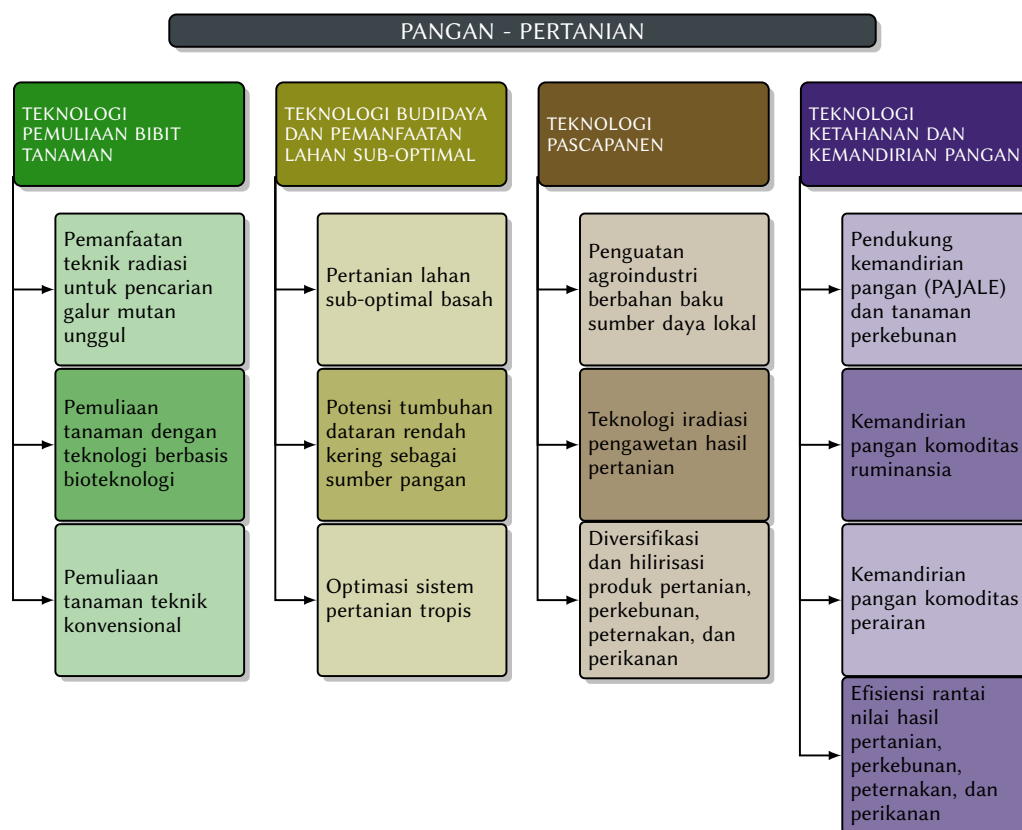 PANGAN - PERTANIAN
TEKNOLOGI
PEMULIAAN BIBIT
TANAMAN
Pemanfaatan
teknik radiasi
untuk pencarian
galur mutan
unggul
Pemuliaan
tanaman dengan
teknologi berbasis
bioteknologi
Pemuliaan
tanaman teknik
konvensional
TEKNOLOGI BUDIDAYA
DAN PEMANFAATAN
LAHAN SUB-OPTIMAL
Pertanian lahan
sub-optimal basah
Potensi tumbuhan
dataran rendah
kering sebagai
sumber pangan
Optimasi sistem
pertanian tropis
TEKNOLOGI
PASCAPANEN
Penguatan
agroindustri
berbahan baku
sumber daya lokal
Teknologi iradiasi
pengawetan hasil
pertanian
Diversifikasi
dan hilirisasi
produk pertanian,
perkebunan,
peternakan, dan
perikanan
TEKNOLOGI
KETAHANAN DAN
KEMANDIRIAN PANGAN
Pendukung
kemandirian
pangan (PAJALE)
dan tanaman
perkebunan
Kemandirian
pangan komoditas
ruminansia
Kemandirian
pangan komoditas
perairan
Efisiensi rantai
nilai hasil
pertanian,
perkebunan,
peternakan, dan
perikanan